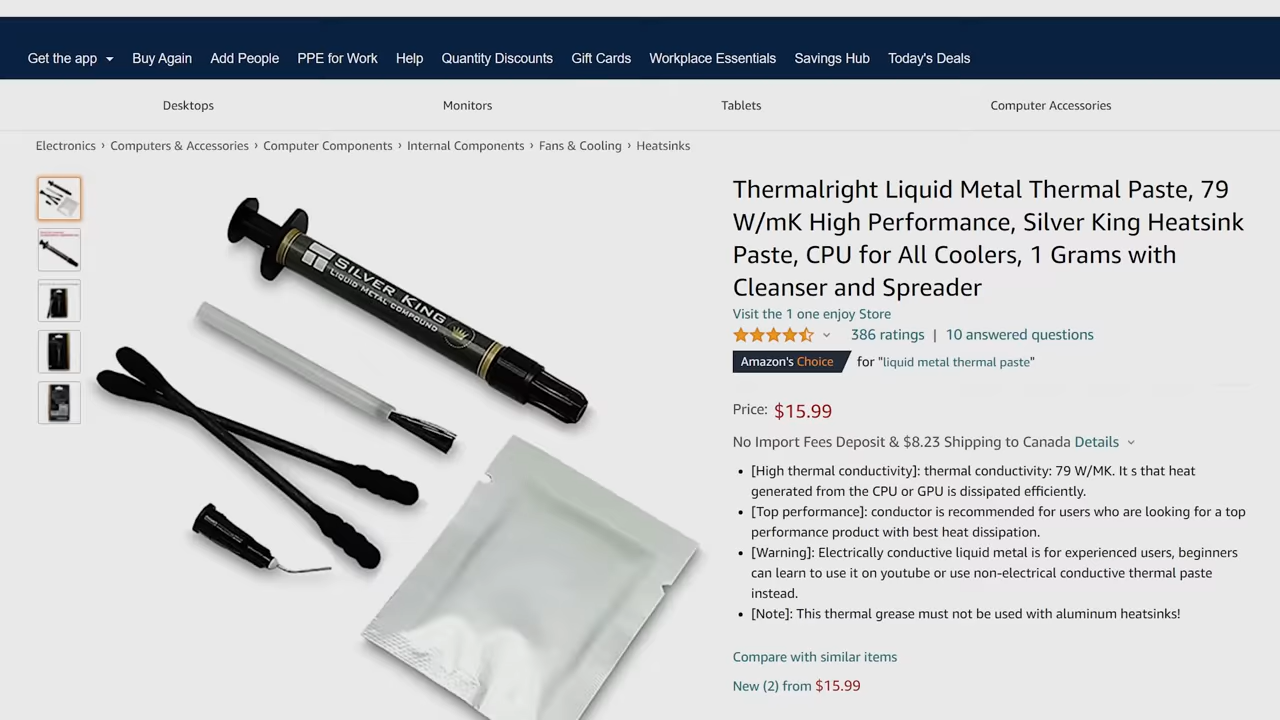 Get the app Buy Again Add People PPE for Work Help Quantity Discounts Gift Cards Workplace Essentials Savings Hub Today's Deals
Desktops Monitors Tablets Computer Accessories
Electronics › Computers & Accessories › Computer Components › Internal Components › Fans & Cooling › Heatsinks
SILVER KING
LIQUID METAL COMPOUND
Thermalright Liquid Metal Thermal Paste, 79
W/mK High Performance, Silver King Heatsink
Paste, CPU for All Coolers, 1 Grams with
Cleanser and Spreader
Visit the 1 one enjoy Store
386 ratings | 10 answered questions
Amazon's Choice for "liquid metal thermal paste"
Price: $15.99
No Import Fees Deposit & $8.23 Shipping to Canada Details
• [High thermal conductivity]: thermal conductivity: 79 W/MK. It s that heat
generated from the CPU or GPU is dissipated efficiently.
• [Top performance]: conductor is recommended for users who are looking for a top
performance product with best heat dissipation.
• [Warning]: Electrically conductive liquid metal is for experienced users, beginners
can learn to use it on youtube or use non-electrical conductive thermal paste
instead.
• [Note]: This thermal grease must not be used with aluminum heatsinks!
Compare with similar items
New (2) from $15.99